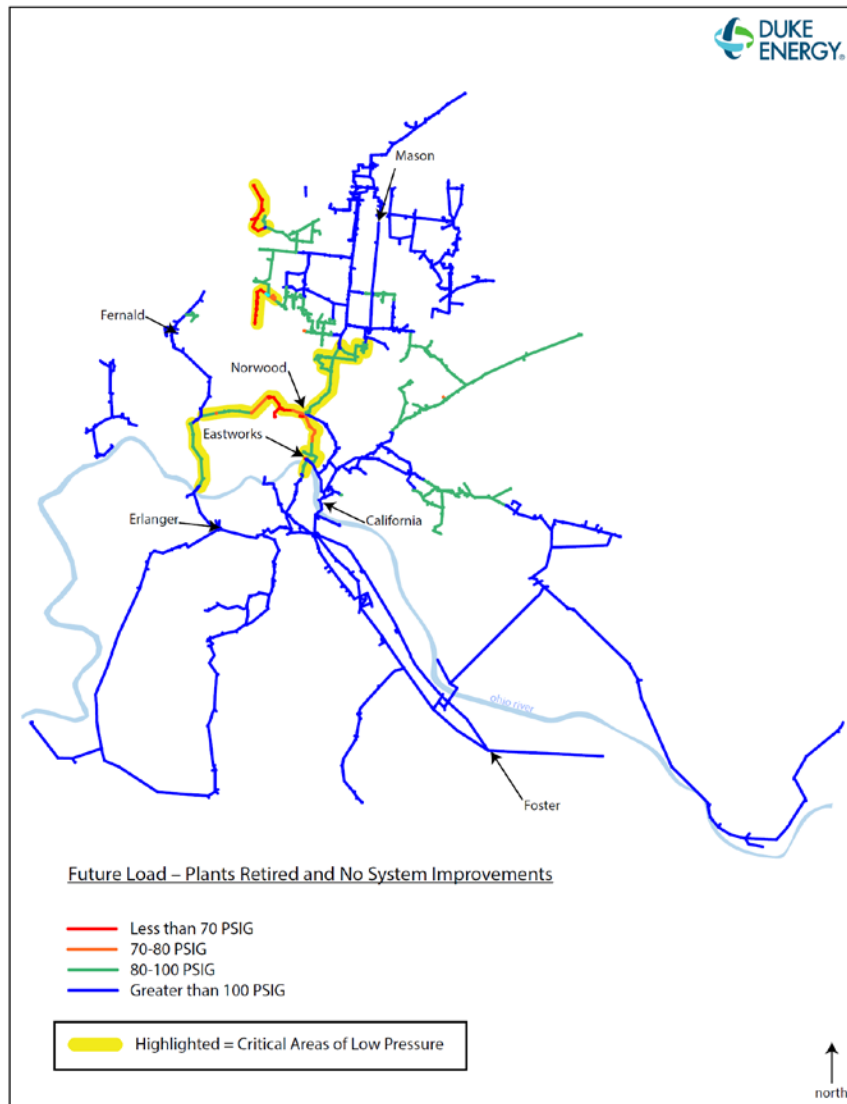 DUKE
ENERGY®
Mason
Fernald
Norwood
Eastworks
Erlanger
California
ohio river
Foster
Future Load – Plants Retired and No System Improvements
Less than 70 PSIG
70-80 PSIG
80-100 PSIG
Greater than 100 PSIG
Highlighted = Critical Areas of Low Pressure
north